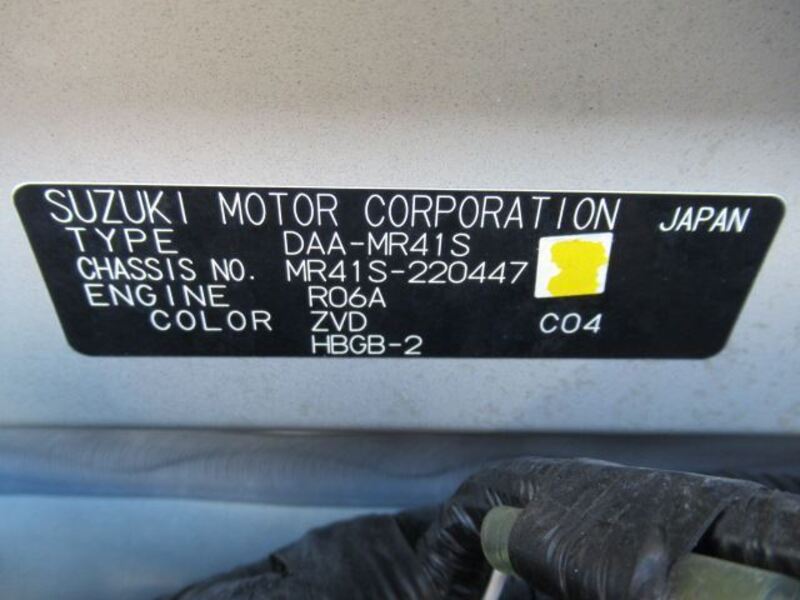 SUZUKI MOTOR CORPORATION JAPAN
TYPE DAA-MR41S
CHASSIS NO. MR41S-220447
ENGINE R06A
COLOR ZVD C04
HBGB-2